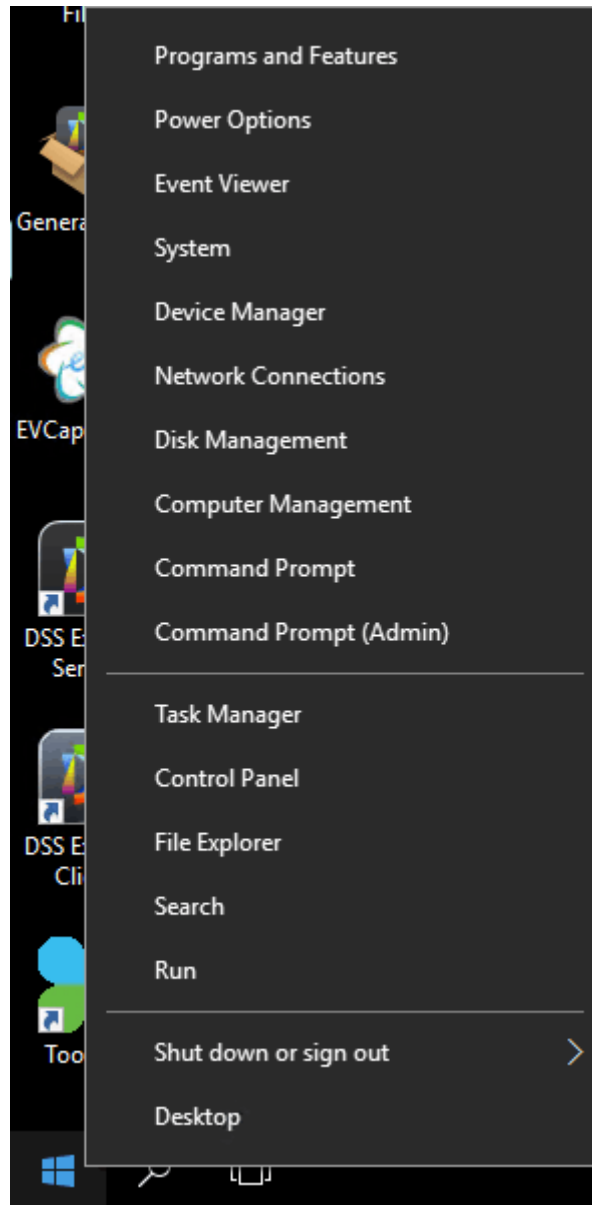 Fil
Programs and Features
Power Options
Event Viewer
Genera
System
Device Manager
Network Connections
EVCap
Disk Management
Computer Management
Command Prompt
DSS E
Ser
Command Prompt (Admin)
Task Manager
Control Panel
DSS E
Cli
File Explorer
Search
Run
Too
Shut down or sign out
Desktop